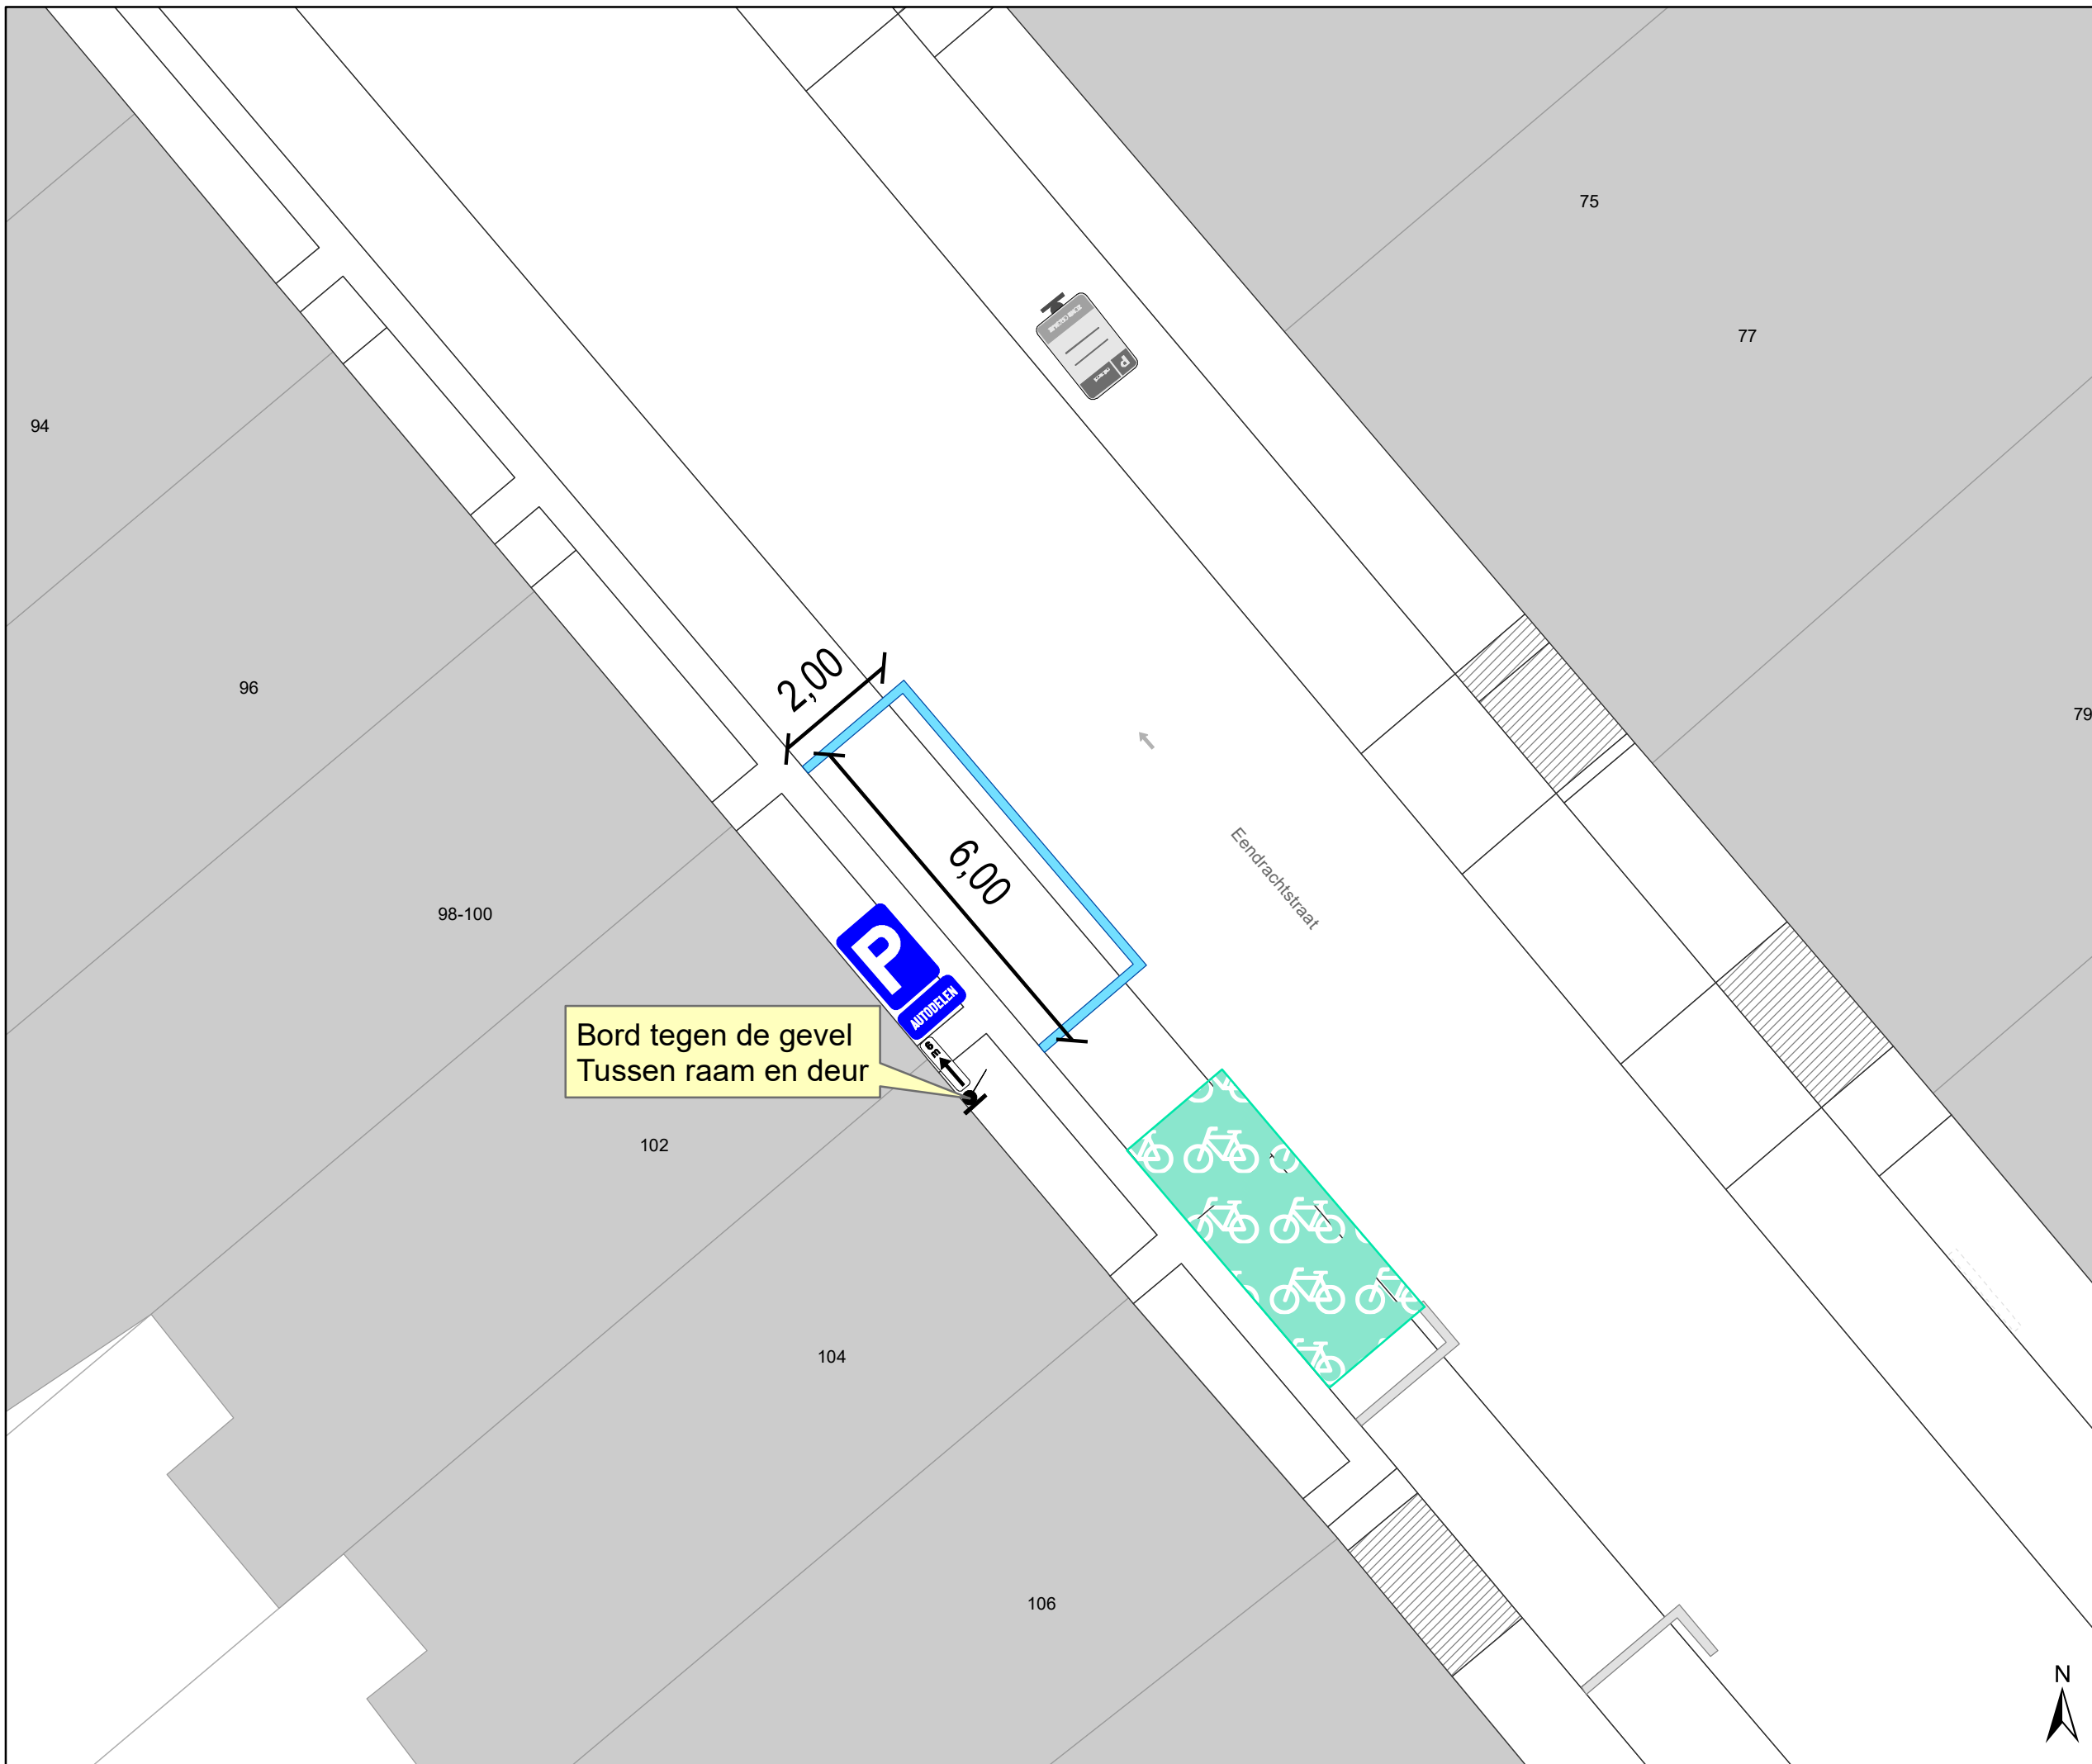 75
77
94
79
96
2,00
6,00
Eendrachtstraat
98-100
P
AUTODELEN
6 m
Bord tegen de gevel
Tussen raam en deur
102
104
106
N
P